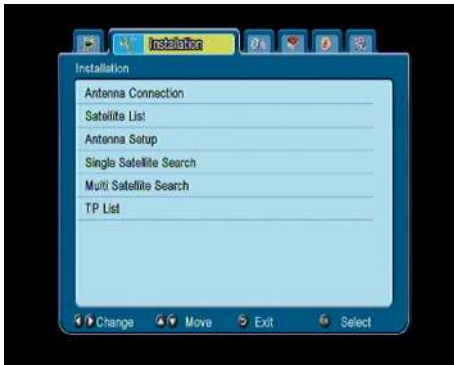 Installation
Installation
Antenna Connection
Satellite List
Antenna Setup
Single Satellite Search
Multi Satellite Search
TP List
Change Move Exit Select